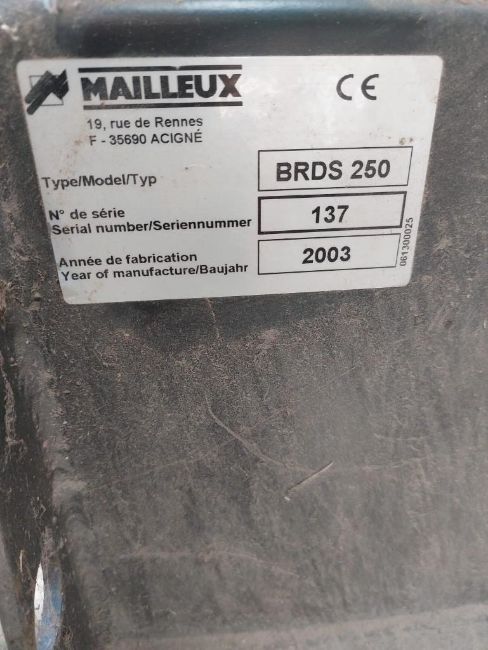 MAILLEUX
CE
19, rue de Rennes
F - 35690 ACIGNÉ
Type/Model/Typ
BRDS 250
N° de série
Serial number/Seriennummer
137
Année de fabrication
Year of manufacture/Baujahr
2003
061300025